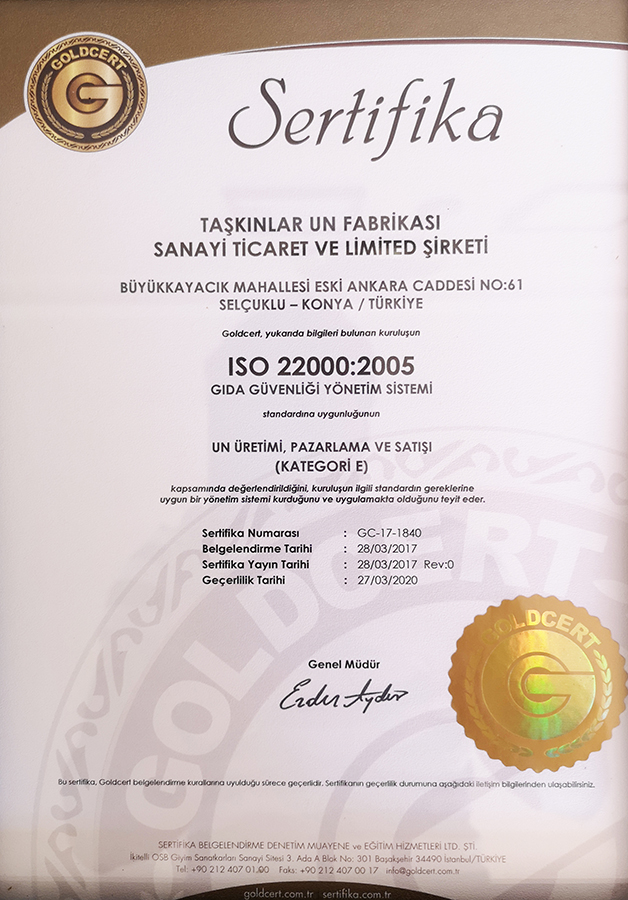 GOLDCERT
Sertifika
TAŞKINLAR UN FABRİKASI
SANAYİ TİCARET VE LİMİTED ŞİRKETİ
BÜYÜKKAYACIK MAHALLESİ ESKİ ANKARA CADDESİ NO:61
SELÇUKLU – KONYA / TÜRKİYE
Goldcert, yukarıda bilgileri bulunan kuruluşun
ISO 22000:2005
GIDA GÜVENLİĞİ YÖNETİM SİSTEMİ
standardına uygunluğunun
UN ÜRETİMİ, PAZARLAMA VE SATIŞI
(KATEGORİ E)
kapsamında değerlendirildiğini, kuruluşun ilgili standardın gereklerine
uygun bir yönetim sistemi kurduğunu ve uygulamakta olduğunu teyit eder.
Sertifika Numarası : GC-17-1840
Belgelendirme Tarihi : 28/03/2017
Sertifika Yayın Tarihi : 28/03/2017 Rev:0
Geçerlilik Tarihi : 27/03/2020
GOLDCERT
GOLDCERT
Genel Müdür
Bu sertifika, Goldcert belgelendirme kurallarına uyulduğu sürece geçerlidir. Sertifikanın geçerlilik durumuna aşağıdaki iletişim bilgilerinden ulaşabilirsiniz.
SERTİFİKA BELGELENDİRME DENETİM MUAYENE ve EĞİTİM HİZMETLERİ LTD. ŞTİ.
İkitelli OSB Giyim Sanatkarları Sanayi Sitesi 3. Ada A Blok No: 301 Başakşehir 34490 İstanbul/TÜRKİYE
Tel: +90 212 407 01 00 Faks: +90 212 407 00 17 info@goldcert.com.tr
goldcert.com.tr sertifika.com.tr